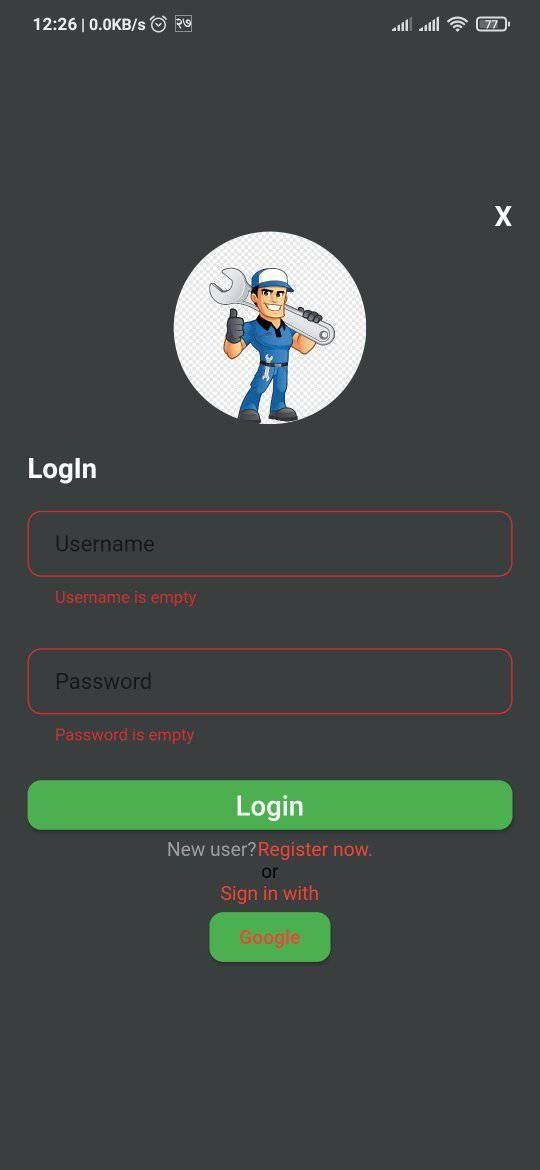 12:26 | 0.0KB/s २७ 77
X
LogIn
Username
Username is empty
Password
Password is empty
Login
New user?Register now.
or
Sign in with
Google